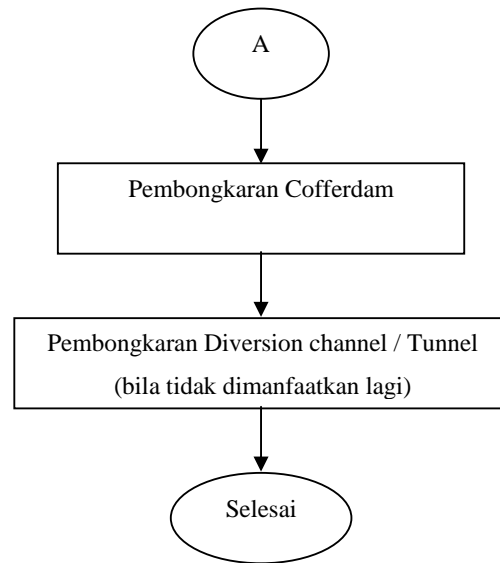 A
Pembongkaran Cofferdam
Pembongkaran Diversion channel / Tunnel
(bila tidak dimanfaatkan lagi)
Selesai